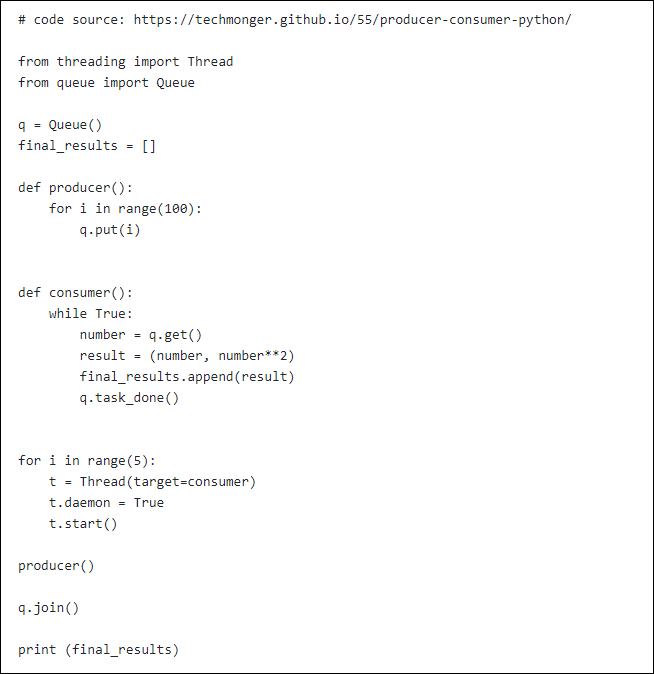 # code source: https://techmonger.github.io/55/producer-consumer-python/
from threading import Thread
from queue import Queue
q = Queue()
final_results = []
def producer():
    for i in range(100):
        q.put(i)
def consumer():
    while True:
        number = q.get()
        result = (number, number**2)
        final_results.append(result)
        q.task_done()
for i in range(5):
    t = Thread(target=consumer)
    t.daemon = True
    t.start()
producer()
q.join()
print (final_results)